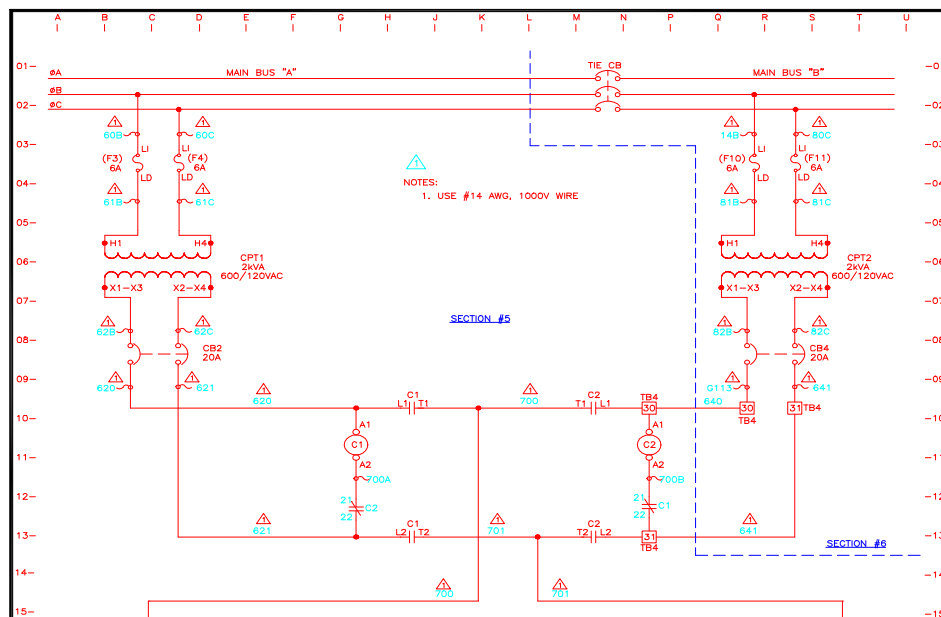 A B C D E F G H J K L M N P Q R S T U
01- -01
ØA MAIN BUS "A" TIE CB MAIN BUS "B"
ØB
02- -02
ØC
1 1 1 1
60B 60C 14B 80C
03- -03
LI LI LI LI
(F3) 6A (F4) 6A (F10) 6A (F11) 6A
1
04- LD LD LD LD -04
NOTES:
1. USE #14 AWG, 1000V WIRE
1 1 1 1
61B 61C 81B 81C
05- -05
H1 H4 H1 H4
06- -06
CPT1 CPT2
2kVA 2kVA
600/120VAC 600/120VAC
X1-X3 X2-X4 X1-X3 X2-X4
07- -07
SECTION #5
1 1 1 1
62B 62C 82B 82C
08- -08
CB2 CB4
20A 20A
09- -09
1 1 1 1 1 1
620 621 620 700 G113 641
C1 C2 TB4 640
L1 T1 T1 L1 30 30 31 TB4
10- -10
TB4
A1 A1
C1 C2
11- -11
A2 A2
700A 700B
12- -12
21 C2 21 C1
22 22
1 1 1
621 C1 701 C2 641
L2 T2 T2 L2 31
13- -13
TB4
SECTION #6
14- -14
1 1
700 701
15- -15